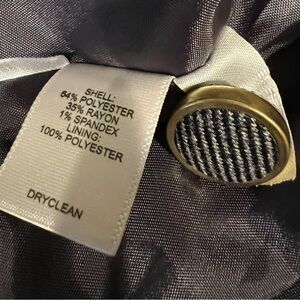 SHELL:
64% POLYESTER
35% RAYON
1% SPANDEX
LINING:
100% POLYESTER
DRYCLEAN